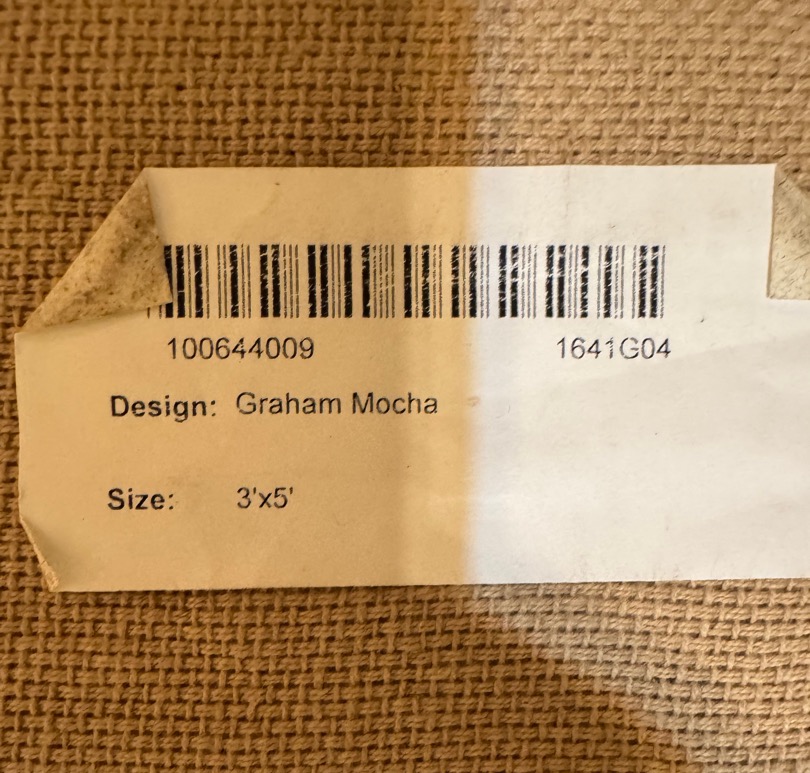 100644009 1641G04
Design: Graham Mocha
Size: 3'x5'